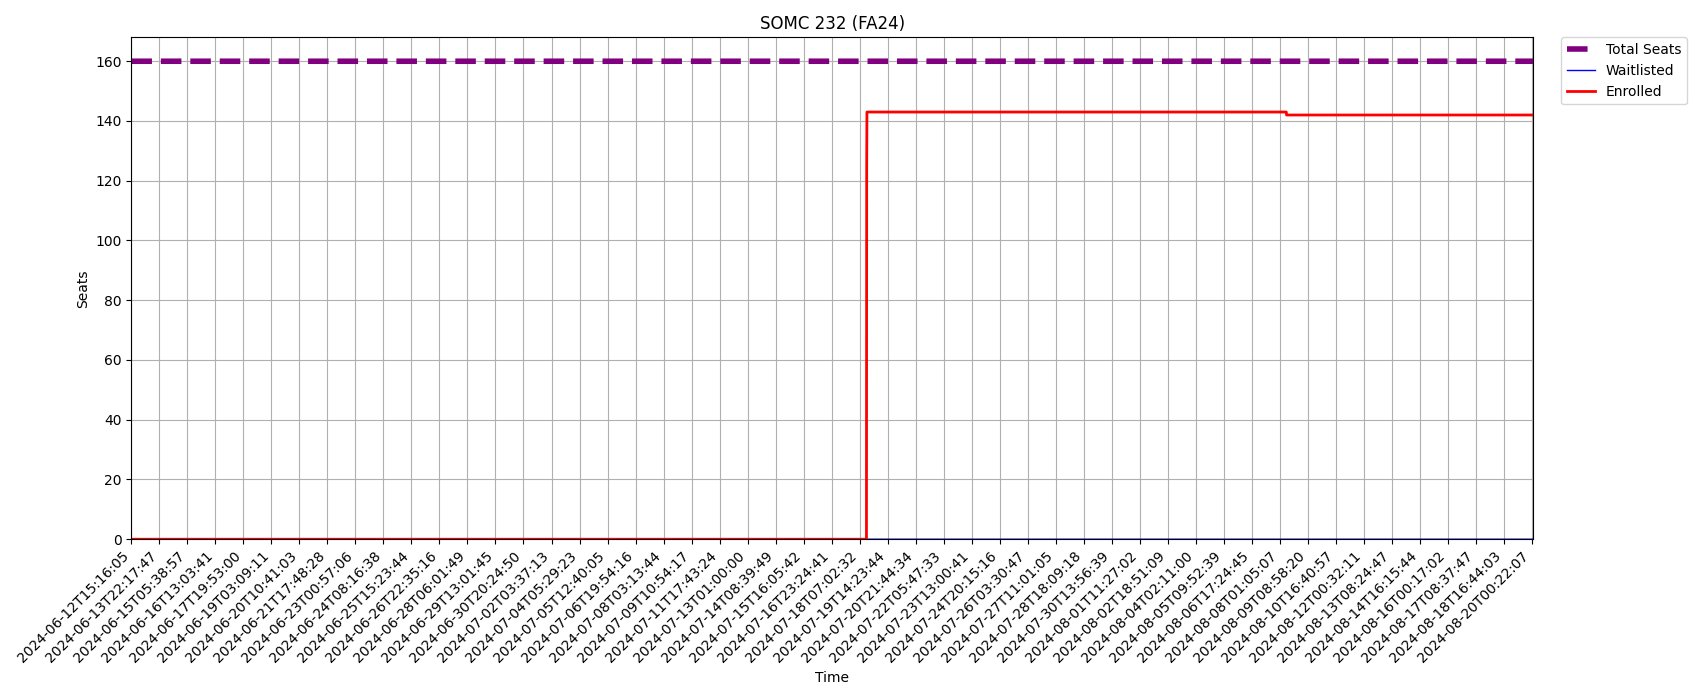 SOMC 232 (FA24)
Total Seats
Waitlisted
Enrolled
160
140
120
100
80
60
40
20
0
Seats
2024-06-12T15:16:05
2024-06-13T22:17:47
2024-06-15T05:38:57
2024-06-16T13:03:41
2024-06-17T19:53:00
2024-06-19T03:09:11
2024-06-20T10:41:03
2024-06-21T17:48:28
2024-06-23T00:57:06
2024-06-24T08:16:38
2024-06-25T15:23:44
2024-06-26T22:35:16
2024-06-28T06:01:49
2024-06-29T13:01:45
2024-06-30T20:24:50
2024-07-02T03:37:13
2024-07-04T05:29:23
2024-07-05T12:40:05
2024-07-06T19:54:16
2024-07-08T03:13:44
2024-07-09T10:54:17
2024-07-11T17:43:24
2024-07-13T01:00:00
2024-07-14T08:39:49
2024-07-15T16:05:42
2024-07-16T23:24:41
2024-07-18T07:02:32
2024-07-19T14:23:44
2024-07-20T21:44:34
2024-07-22T05:47:33
2024-07-23T13:00:41
2024-07-24T20:15:16
2024-07-26T03:30:47
2024-07-27T11:01:05
2024-07-28T18:09:18
2024-07-30T13:56:39
2024-08-01T11:27:02
2024-08-02T18:51:09
2024-08-04T02:11:00
2024-08-05T09:52:39
2024-08-06T17:24:45
2024-08-08T01:05:07
2024-08-09T08:58:20
2024-08-10T16:40:57
2024-08-12T00:32:11
2024-08-13T08:24:47
2024-08-14T16:15:44
2024-08-16T00:17:02
2024-08-17T08:37:47
2024-08-18T16:44:03
2024-08-20T00:22:07
Time